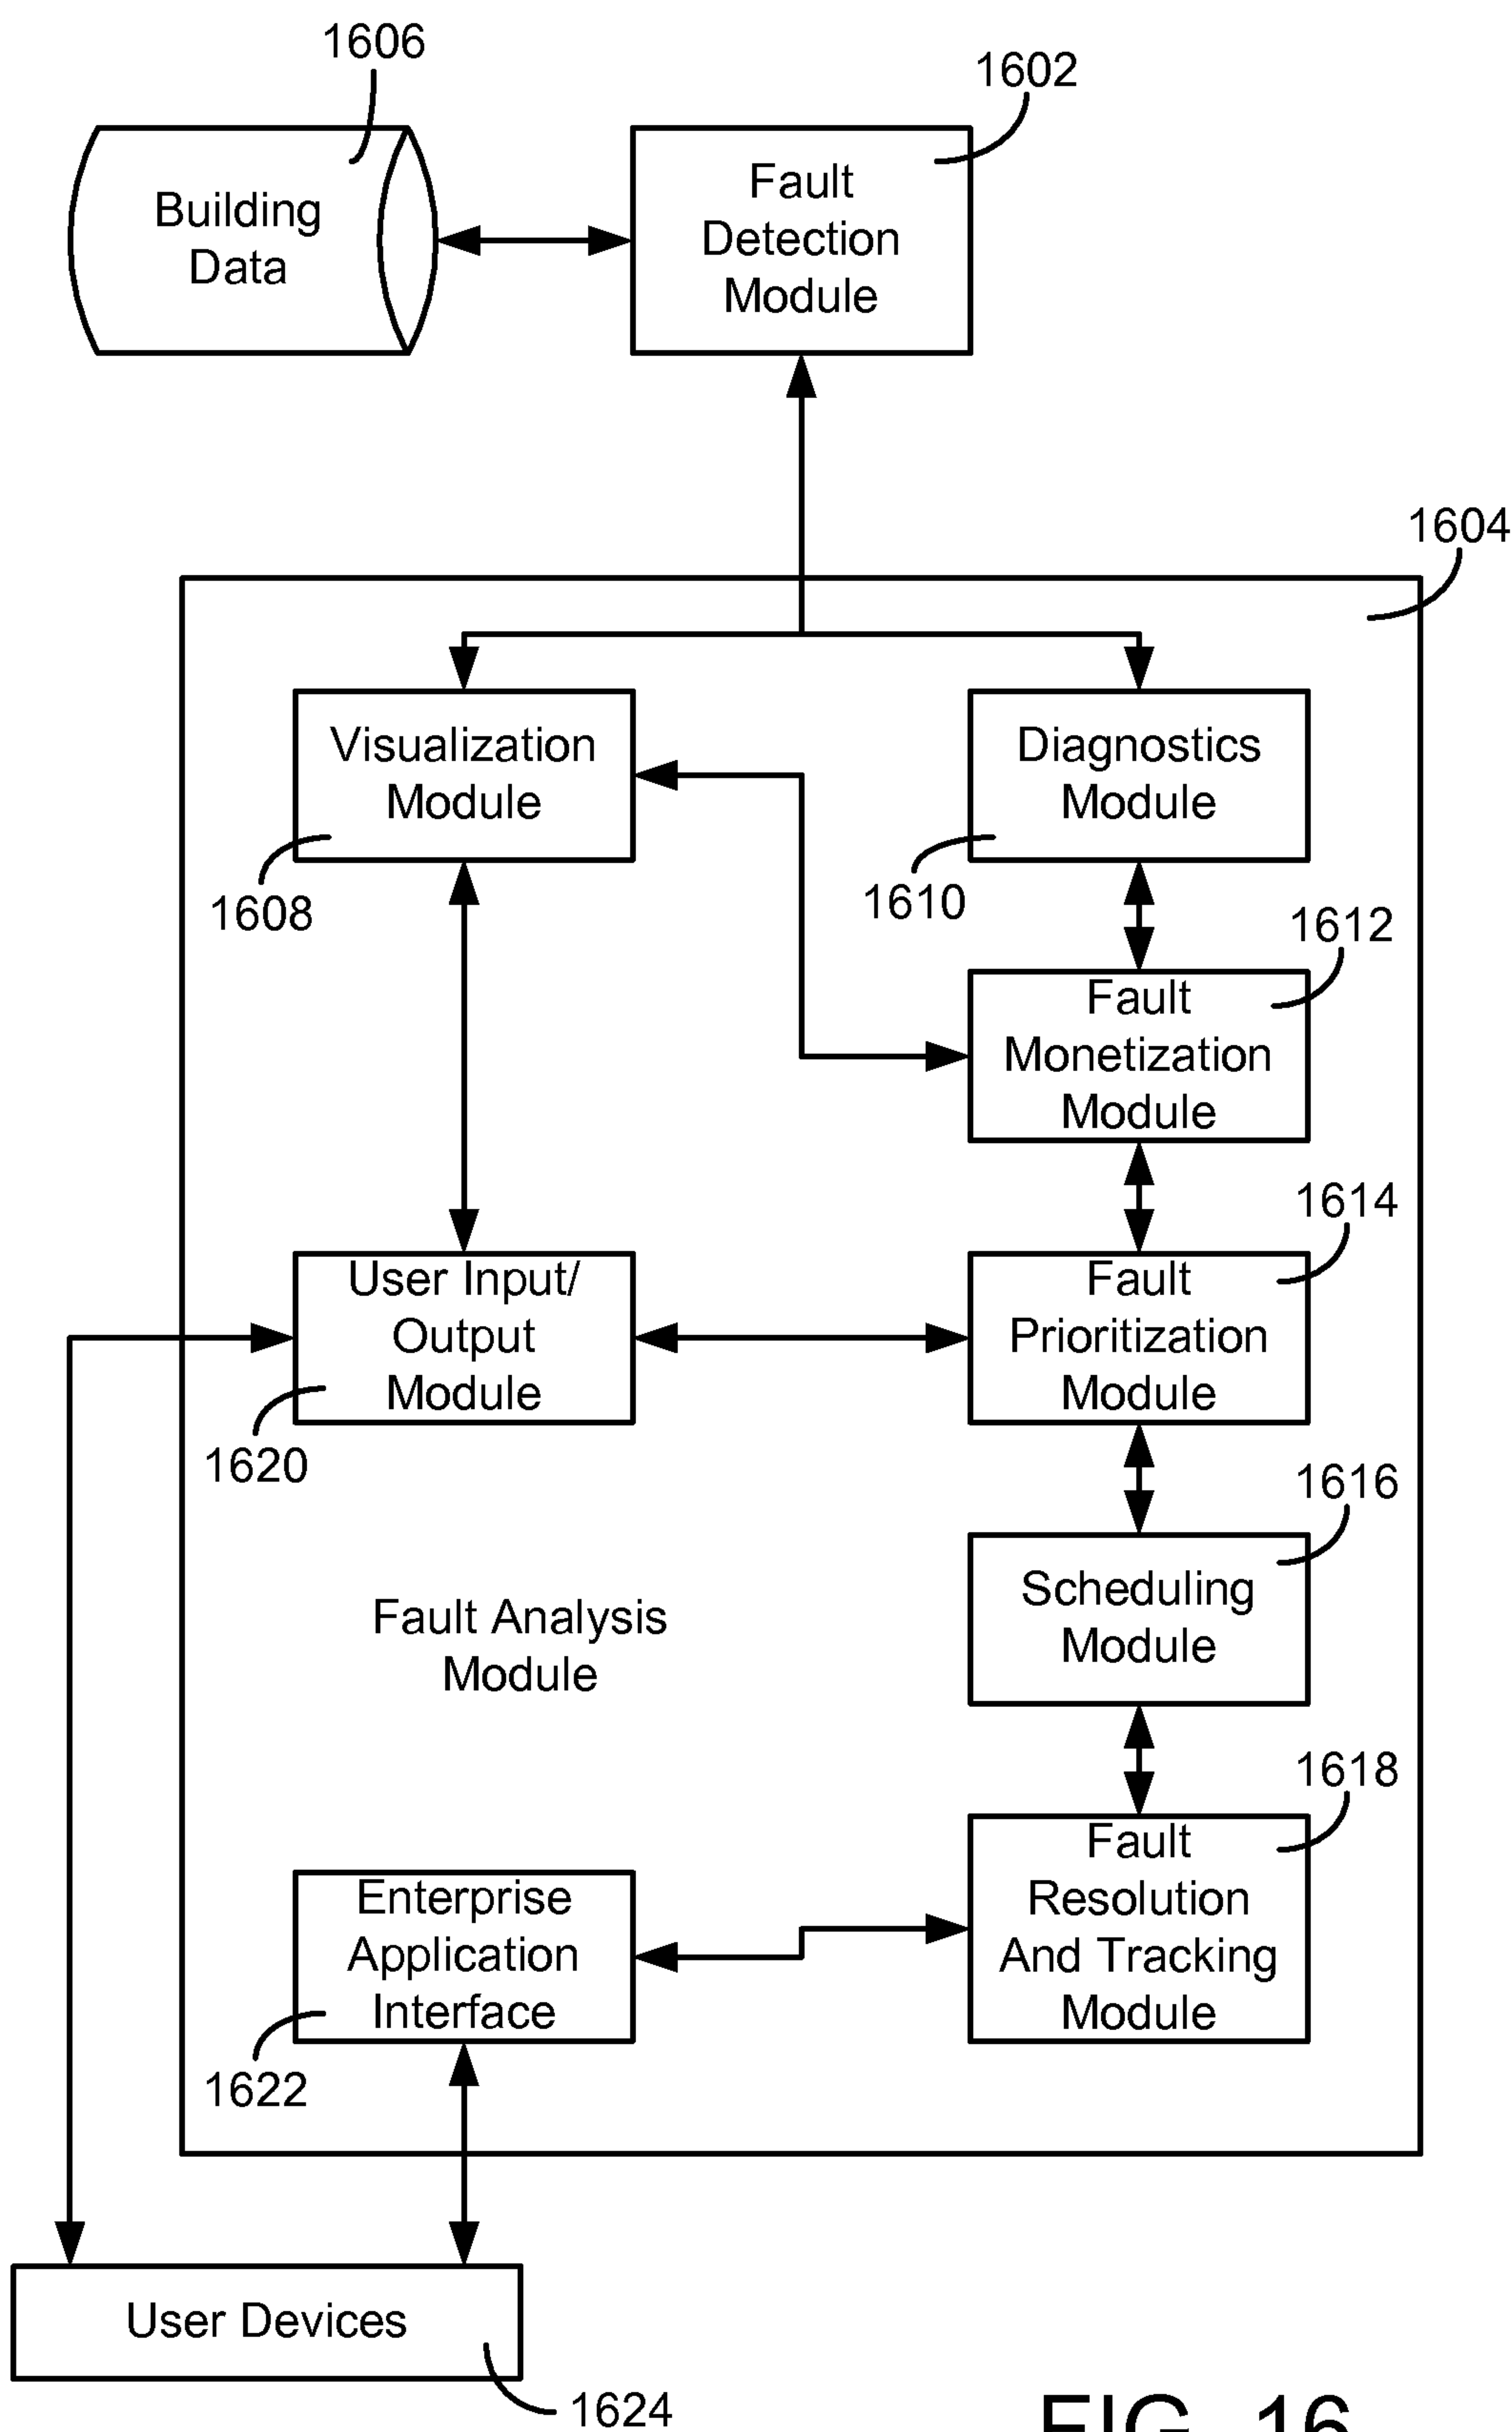 1606
1602
Building
Data
Fault
Detection
Module
1604
Visualization
Module
1608
Diagnostics
Module
1610
1612
Fault
Monetization
Module
1614
User Input/
Output
Module
1620
Fault
Prioritization
Module
1616
Scheduling
Module
Fault Analysis
Module
1618
Fault
Resolution
And Tracking
Module
Enterprise
Application
Interface
1622
User Devices
1624
FIG. 16